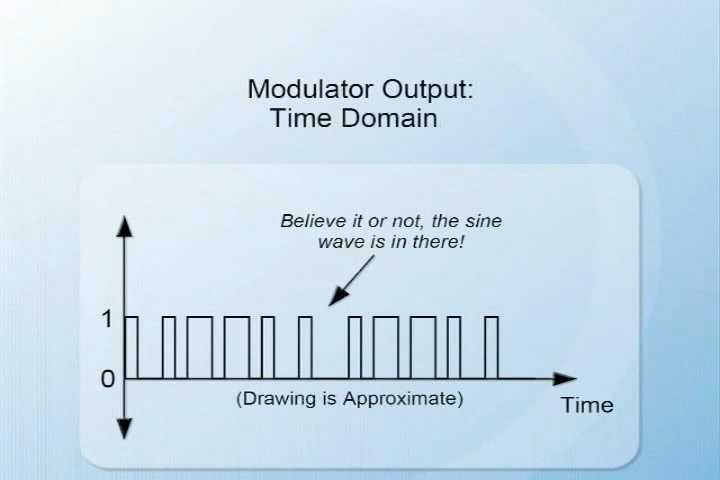 Modulator Output:
Time Domain
Believe it or not, the sine
wave is in there!
1
0
(Drawing is Approximate)
Time